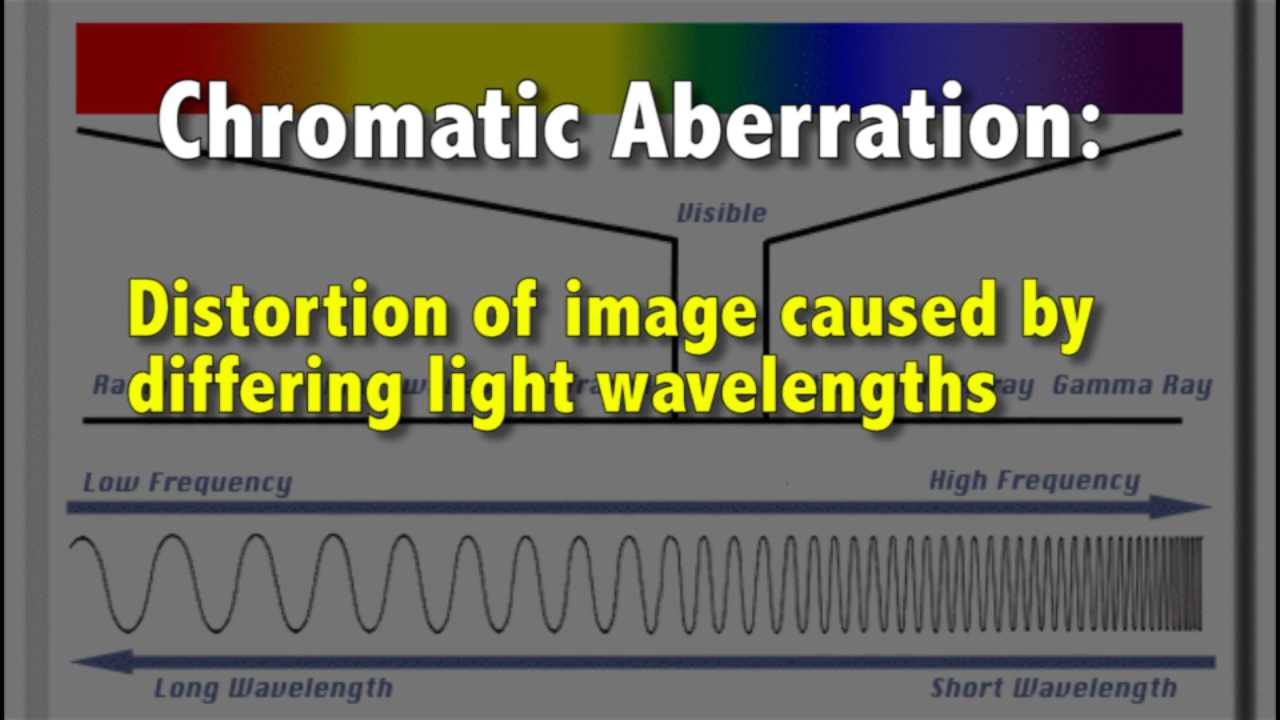 Chromatic Aberration:
Visible
Distortion of image caused by
differing light wavelengths
Gamma Ray
Low Frequency
High Frequency
Long Wavelength
Short Wavelength